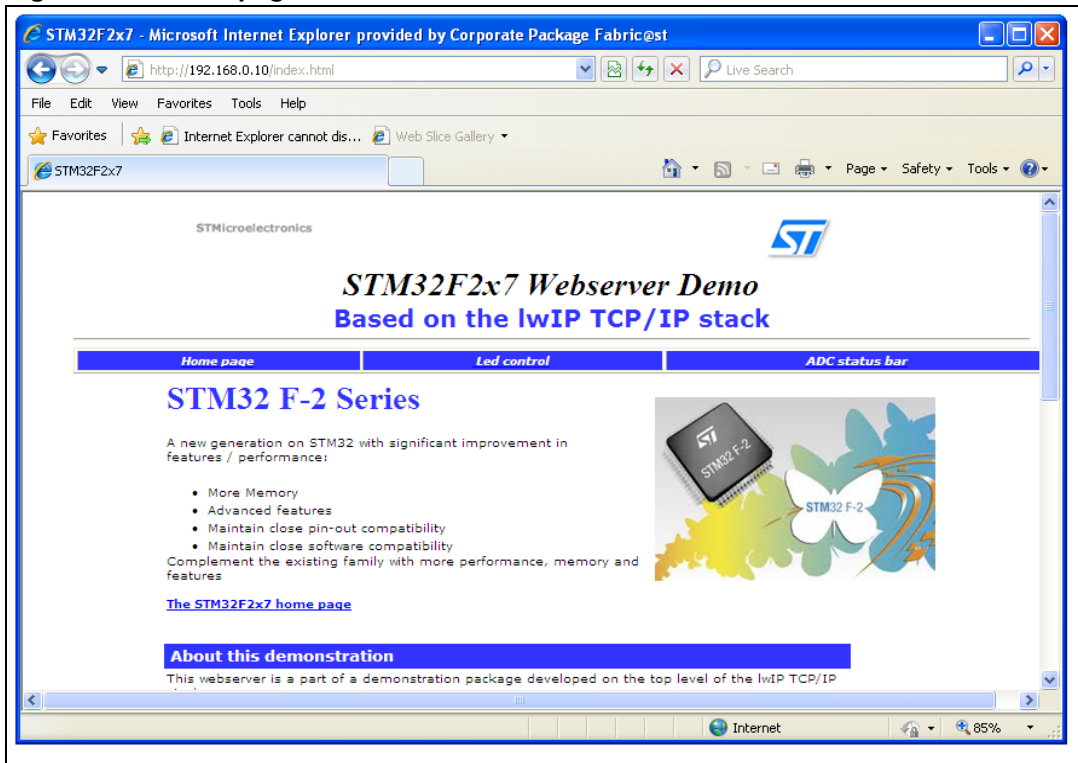 STM32F2x7 - Microsoft Internet Explorer provided by Corporate Package Fabric@st
http://192.168.0.10/index.html
Live Search
File Edit View Favorites Tools Help
Favorites
Internet Explorer cannot dis...
Web Slice Gallery
STM32F2x7
Page Safety Tools
STMicroelectronics
ST
STM32F2x7 Webserver Demo
Based on the lwIP TCP/IP stack
Home page Led control ADC status bar
STM32 F-2 Series
A new generation on STM32 with significant improvement in
features / performance:
• More Memory
• Advanced features
• Maintain close pin-out compatibility
• Maintain close software compatibility
Complement the existing family with more performance, memory and
features
ST
STM32 F-2
STM32 F-2
The STM32F2x7 home page
About this demonstration
This webserver is a part of a demonstration package developed on the top level of the lwIP TCP/IP
Internet
85%